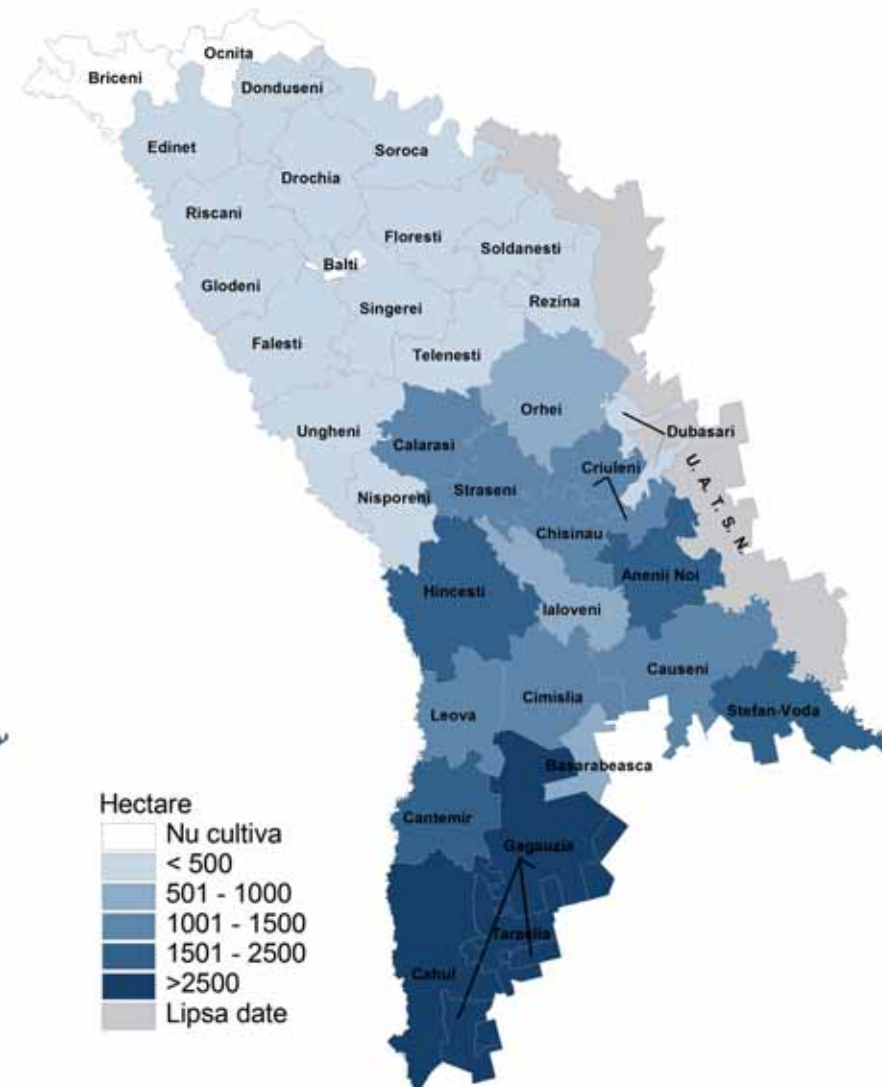 Ocnita
Briceni
Donduseni
Edinet
Soroca
Drochia
Riscani
Floresti
Soldanesti
Balti
Glodeni
Rezina
Singerei
Falesti
Telenesti
Orhei
Ungheni
Dubasari
Calarasi
Criuleni
U. A. T. S. N.
Straseni
Nisporeni
Chisinau
Anenii Noi
Hincesti
Ialoveni
Causeni
Cimislia
Stefan-Voda
Leova
Basarabeasca
Cantemir
Gagauzia
Taraclia
Cahul
Hectare
Nu cultiva
< 500
501 - 1000
1001 - 1500
1501 - 2500
>2500
Lipsa date